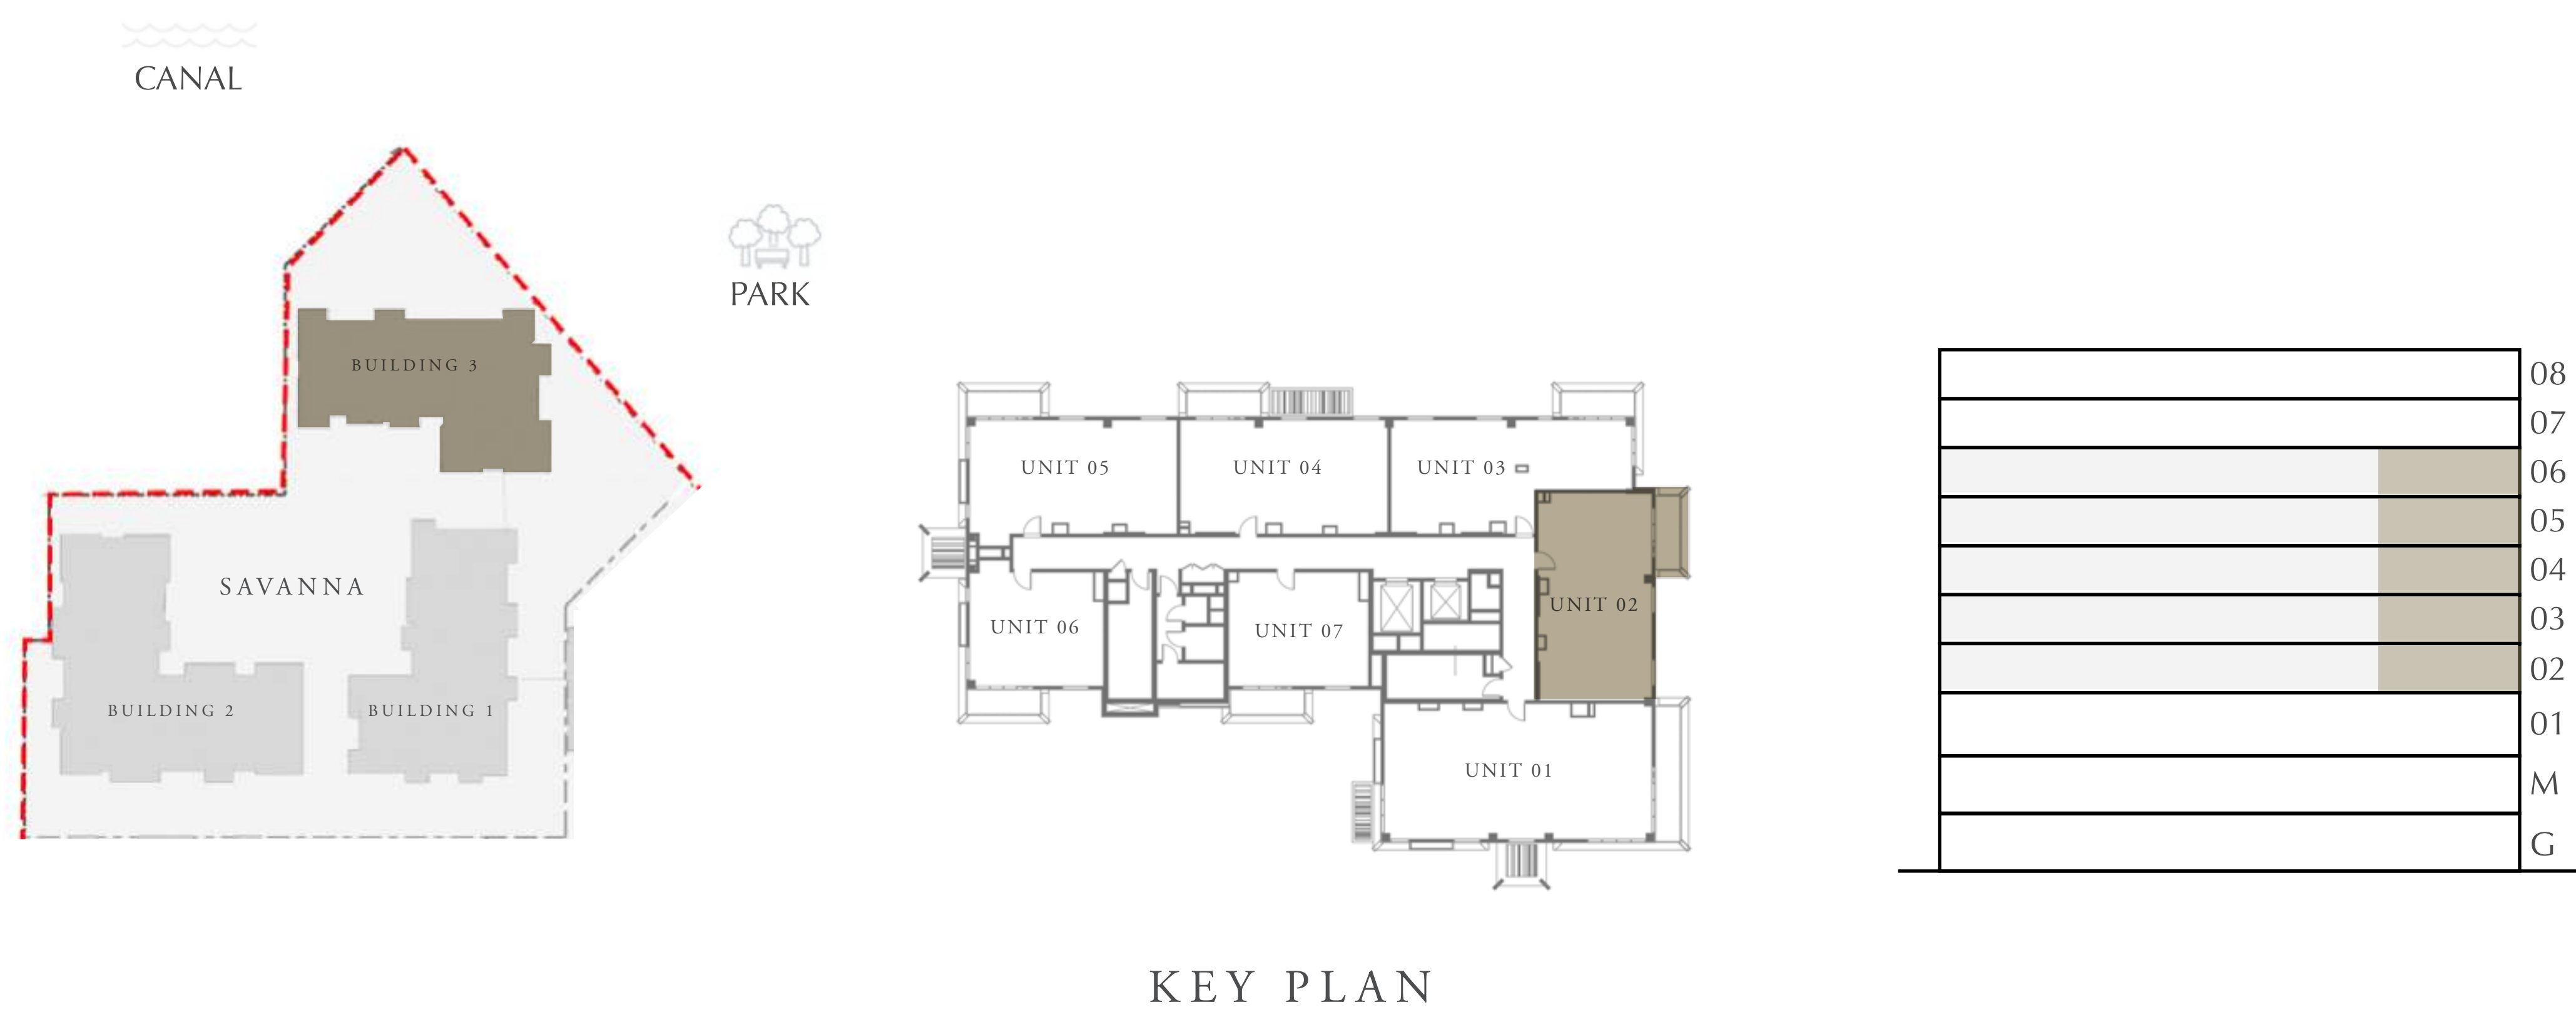 CANAL
PARK
BUILDING 3
SAVANNA
BUILDING 2
BUILDING 1
UNIT 05
UNIT 04
UNIT 03
UNIT 02
UNIT 06
UNIT 07
UNIT 01
08
07
06
05
04
03
02
01
M
G
KEY PLAN